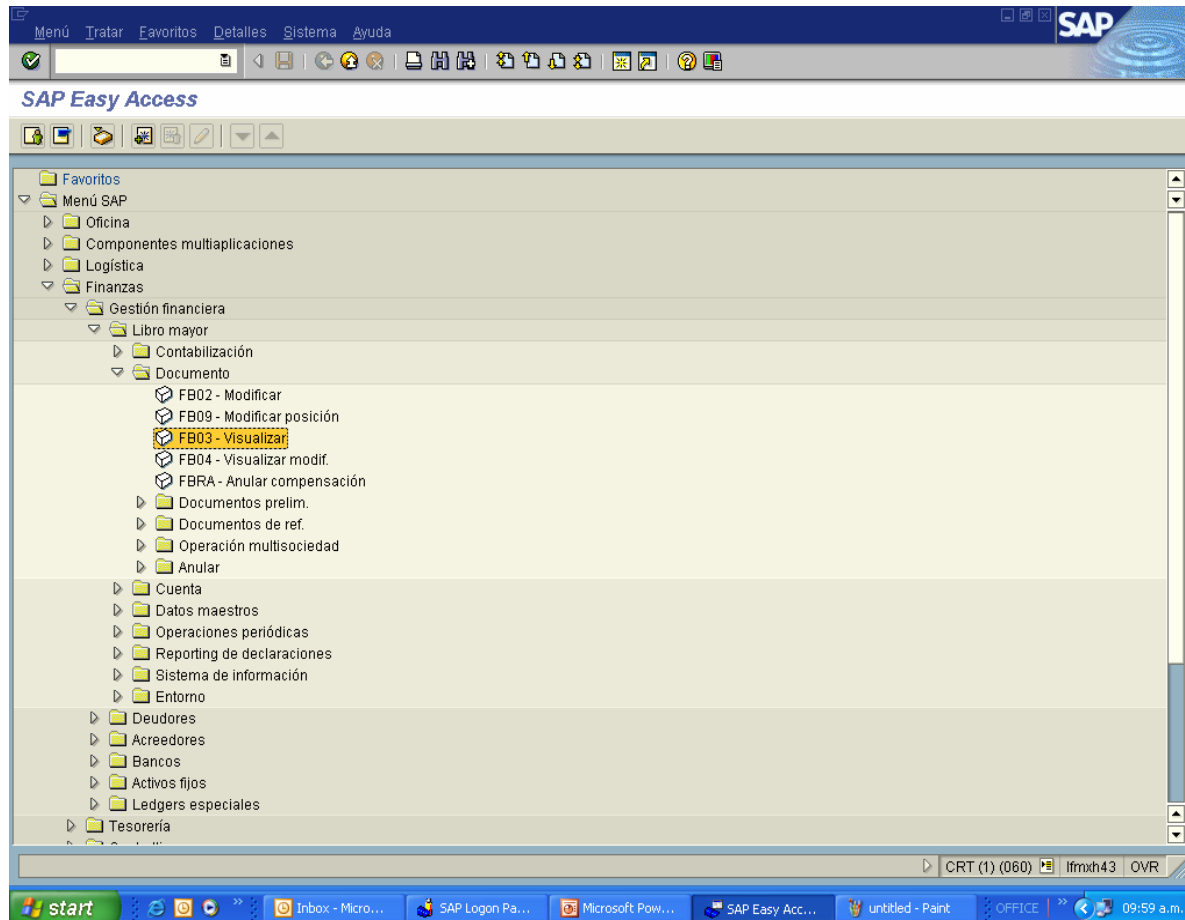 Menú Tratar Favoritos Detalles Sistema Ayuda
SAP
SAP Easy Access
Favoritos
Menú SAP
Oficina
Componentes multiaplicaciones
Logística
Finanzas
Gestión financiera
Libro mayor
Contabilización
Documento
FB02 - Modificar
FB09 - Modificar posición
FB03 - Visualizar
FB04 - Visualizar modif.
FBRA - Anular compensación
Documentos prelim.
Documentos de ref.
Operación multisociedad
Anular
Cuenta
Datos maestros
Operaciones periódicas
Reporting de declaraciones
Sistema de información
Entorno
Deudores
Acreedores
Bancos
Activos fijos
Ledgers especiales
Tesorería
CRT (1) (060) lfmxh43 OVR
start Inbox - Micro... SAP Logon Pa... Microsoft Pow... SAP Easy Acc... untitled - Paint OFFICE 09:59 a.m.